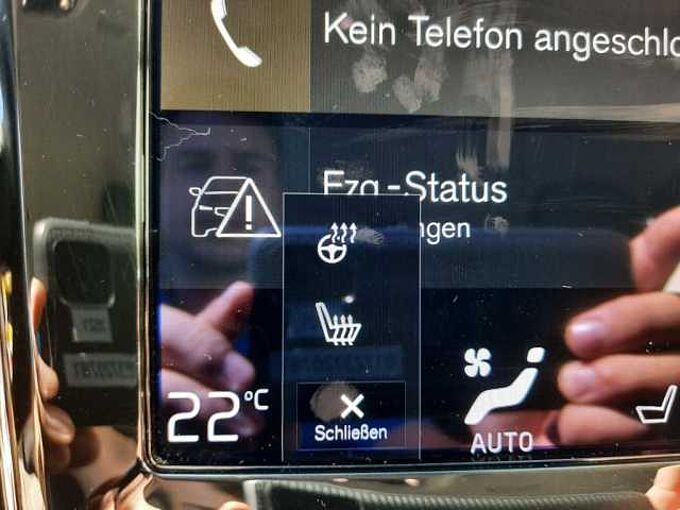 Kein Telefon angeschlo
Fzg.-Status
ngen
22°C
Schließen
AUTO